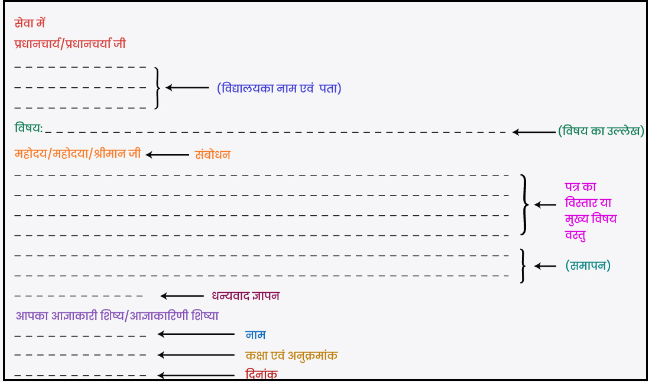 सेवा में
प्रधानचार्य/प्रधानचर्या जी
(विद्यालयका नाम एवं पता)
विषय:
(विषय का उल्लेख)
महोदय/महोदया/श्रीमान जी
संबोधन
पत्र का
विस्तार या
मुख्य विषय
वस्तु
(समापन)
धन्यवाद ज्ञापन
आपका आज्ञाकारी शिष्य/आज्ञाकारिणी शिष्या
नाम
कक्षा एवं अनुक्रमांक
दिनांक